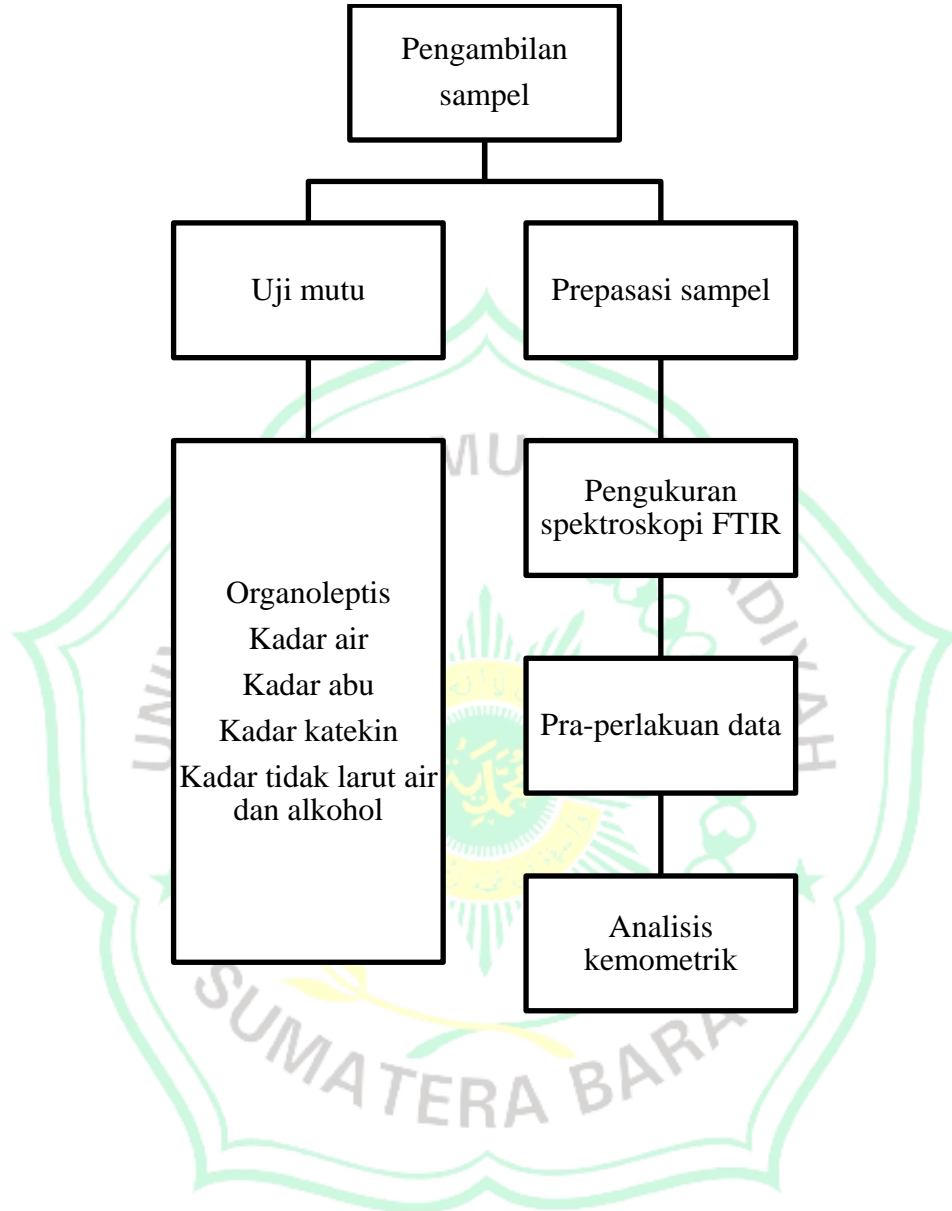 Pengambilan
sampel
Uji mutu
Prepasasi sampel
Organoleptis
Kadar air
Kadar abu
Kadar katekin
Kadar tidak larut air
dan alkohol
Pengukuran
spektroskopi FTIR
Pra-perlakuan data
Analisis
kemometrik
SUMATERA BARA